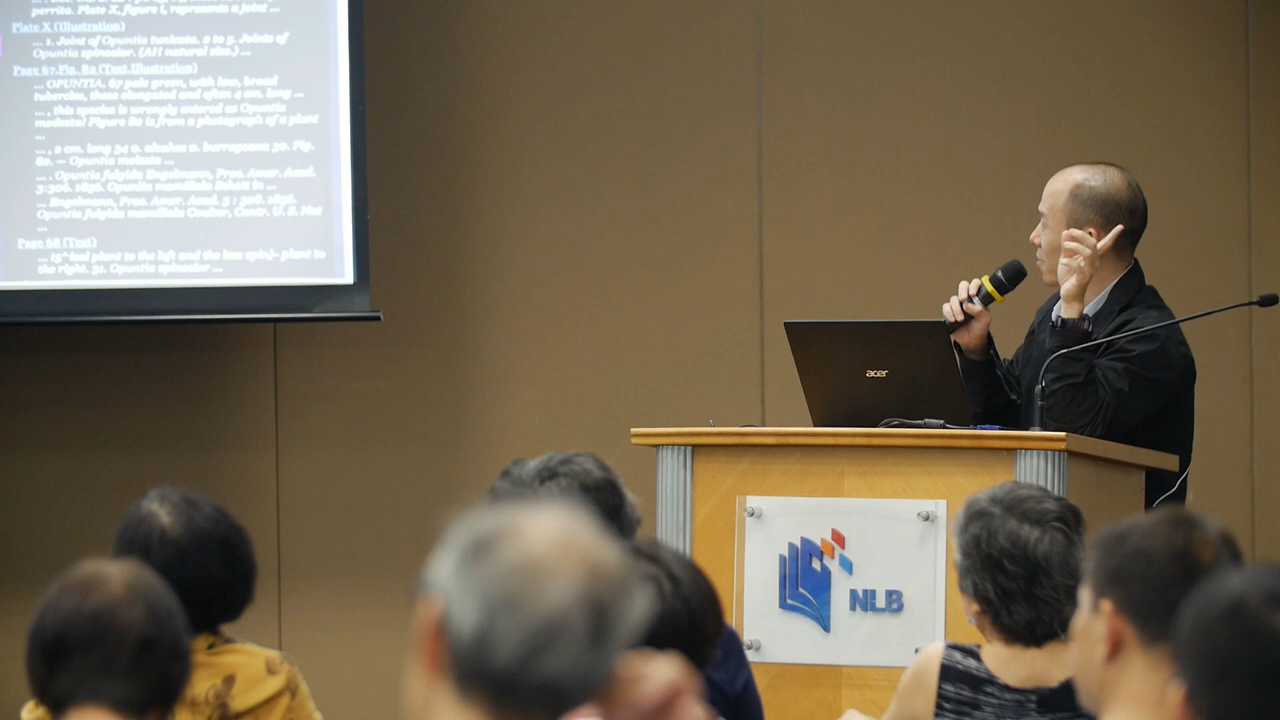 perrita. Plate X, figure 1, represents a joint ...
Plate X (Illustration)
... 1. Joint of Opuntia tunicata. 2 to 5. Joints of
Opuntia spinosior. (All natural size.) ...
Page 67, Fig. 82 (Text, Illustration)
... OPUNTIA. 67 pale green, with low, broad
tubercles, these elongated and often 4 cm. long ...
... , this species is wrongly entered as Opuntia
modesta! Figure 82 is from a photograph of a plant
...
... , 2 cm. long 34 o. alcahes o. burrageana 30. Fig.
82. — Opuntia molesta ...
... . Opuntia fulgida Engelmann, Proc. Amer. Acad.
3:306. 1856. Opuntia mamillata Schott in ...
... Engelmann, Proc. Amer. Acad. 3 : 308. 1856.
Opuntia fulgida mamillata Coulter, Contr. U. S. Nat
...
Page 68 (Text)
... plant to the left and the less plant to
the right. 31. Opuntia spinosior ...
acer
NLB